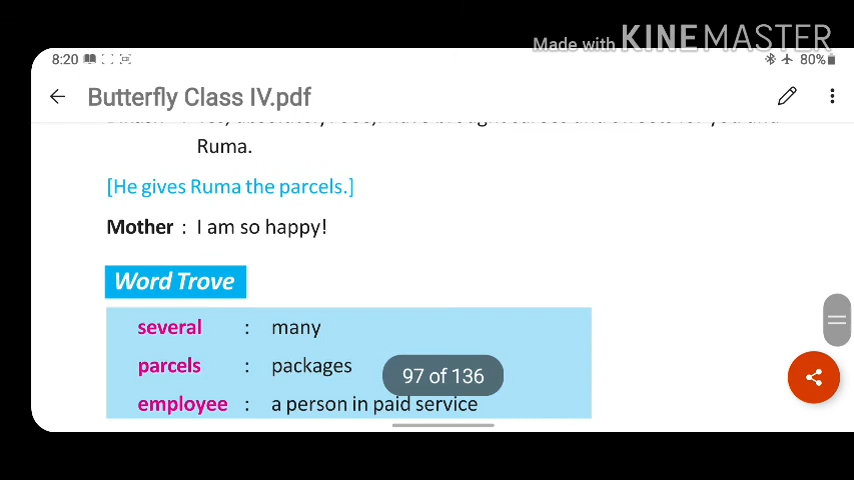 Made with KINEMASTER
8:20 80%
Butterfly Class IV.pdf
Ruma.
[He gives Ruma the parcels.]
Mother : I am so happy!
Word Trove
several : many
parcels : packages
97 of 136
employee : a person in paid service